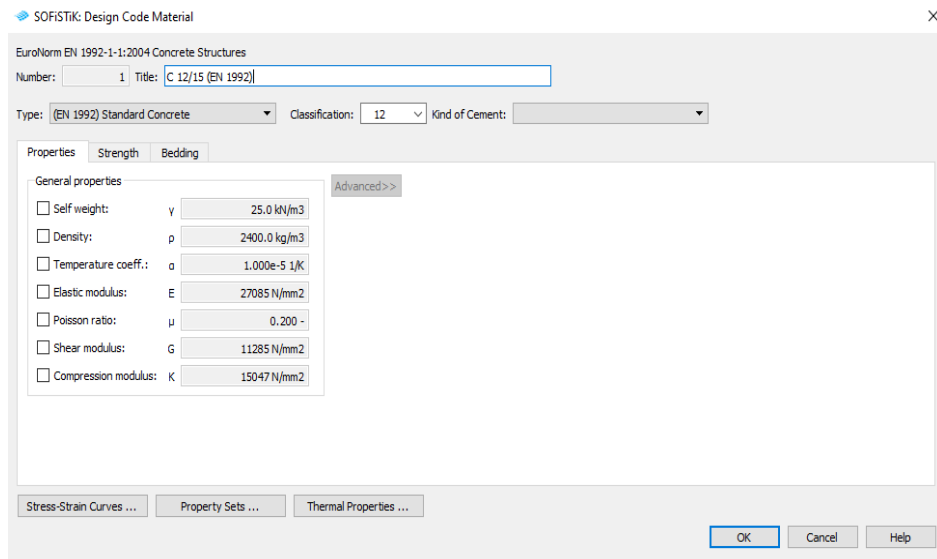 SOFiSTiK: Design Code Material
EuroNorm EN 1992-1-1:2004 Concrete Structures
Number: 1 Title: C 12/15 (EN 1992)
Type: (EN 1992) Standard Concrete Classification: 12 Kind of Cement:
Properties Strength Bedding
General properties Advanced>>
Self weight: γ 25.0 kN/m3
Density: ρ 2400.0 kg/m3
Temperature coeff.: α 1.000e-5 1/K
Elastic modulus: E 27085 N/mm2
Poisson ratio: μ 0.200 -
Shear modulus: G 11285 N/mm2
Compression modulus: K 15047 N/mm2
Stress-Strain Curves ... Property Sets ... Thermal Properties ...
OK Cancel Help